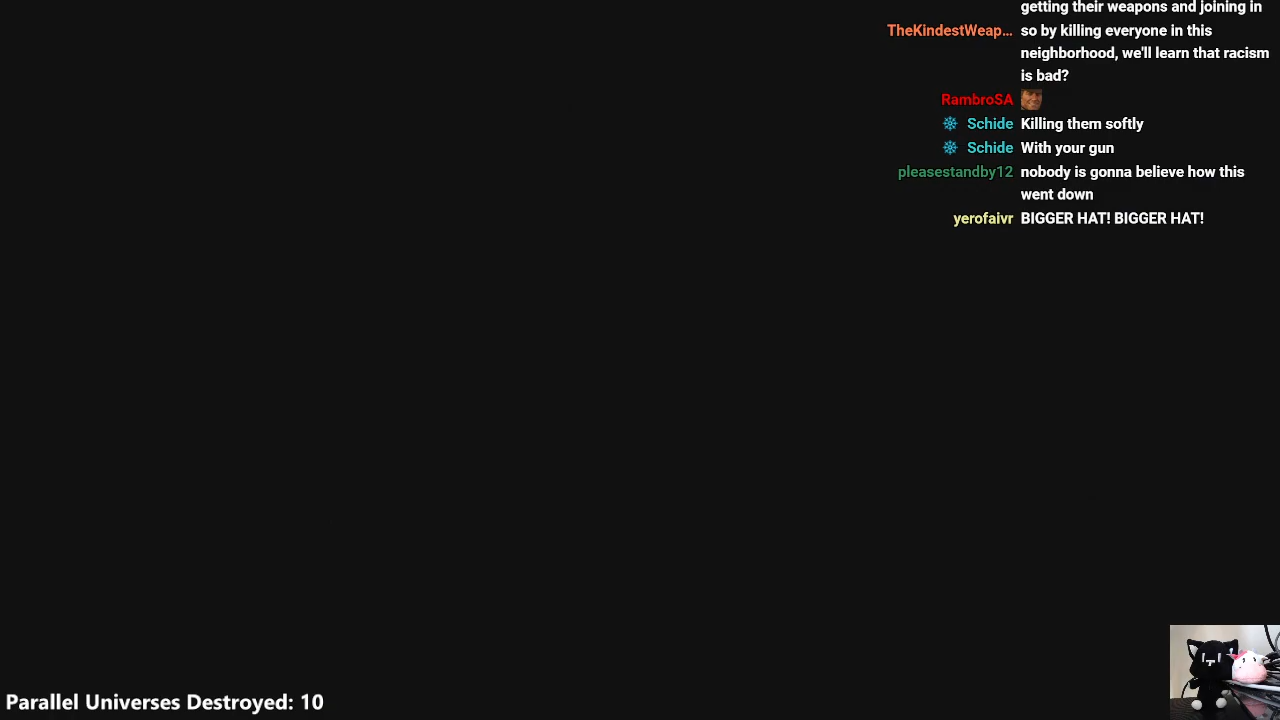 getting their weapons and joining in
TheKindestWeap… so by killing everyone in this
neighborhood, we'll learn that racism
is bad?
RambroSA
Schide Killing them softly
Schide With your gun
pleasestandby12 nobody is gonna believe how this
went down
yerofaivr BIGGER HAT! BIGGER HAT!
Parallel Universes Destroyed: 10